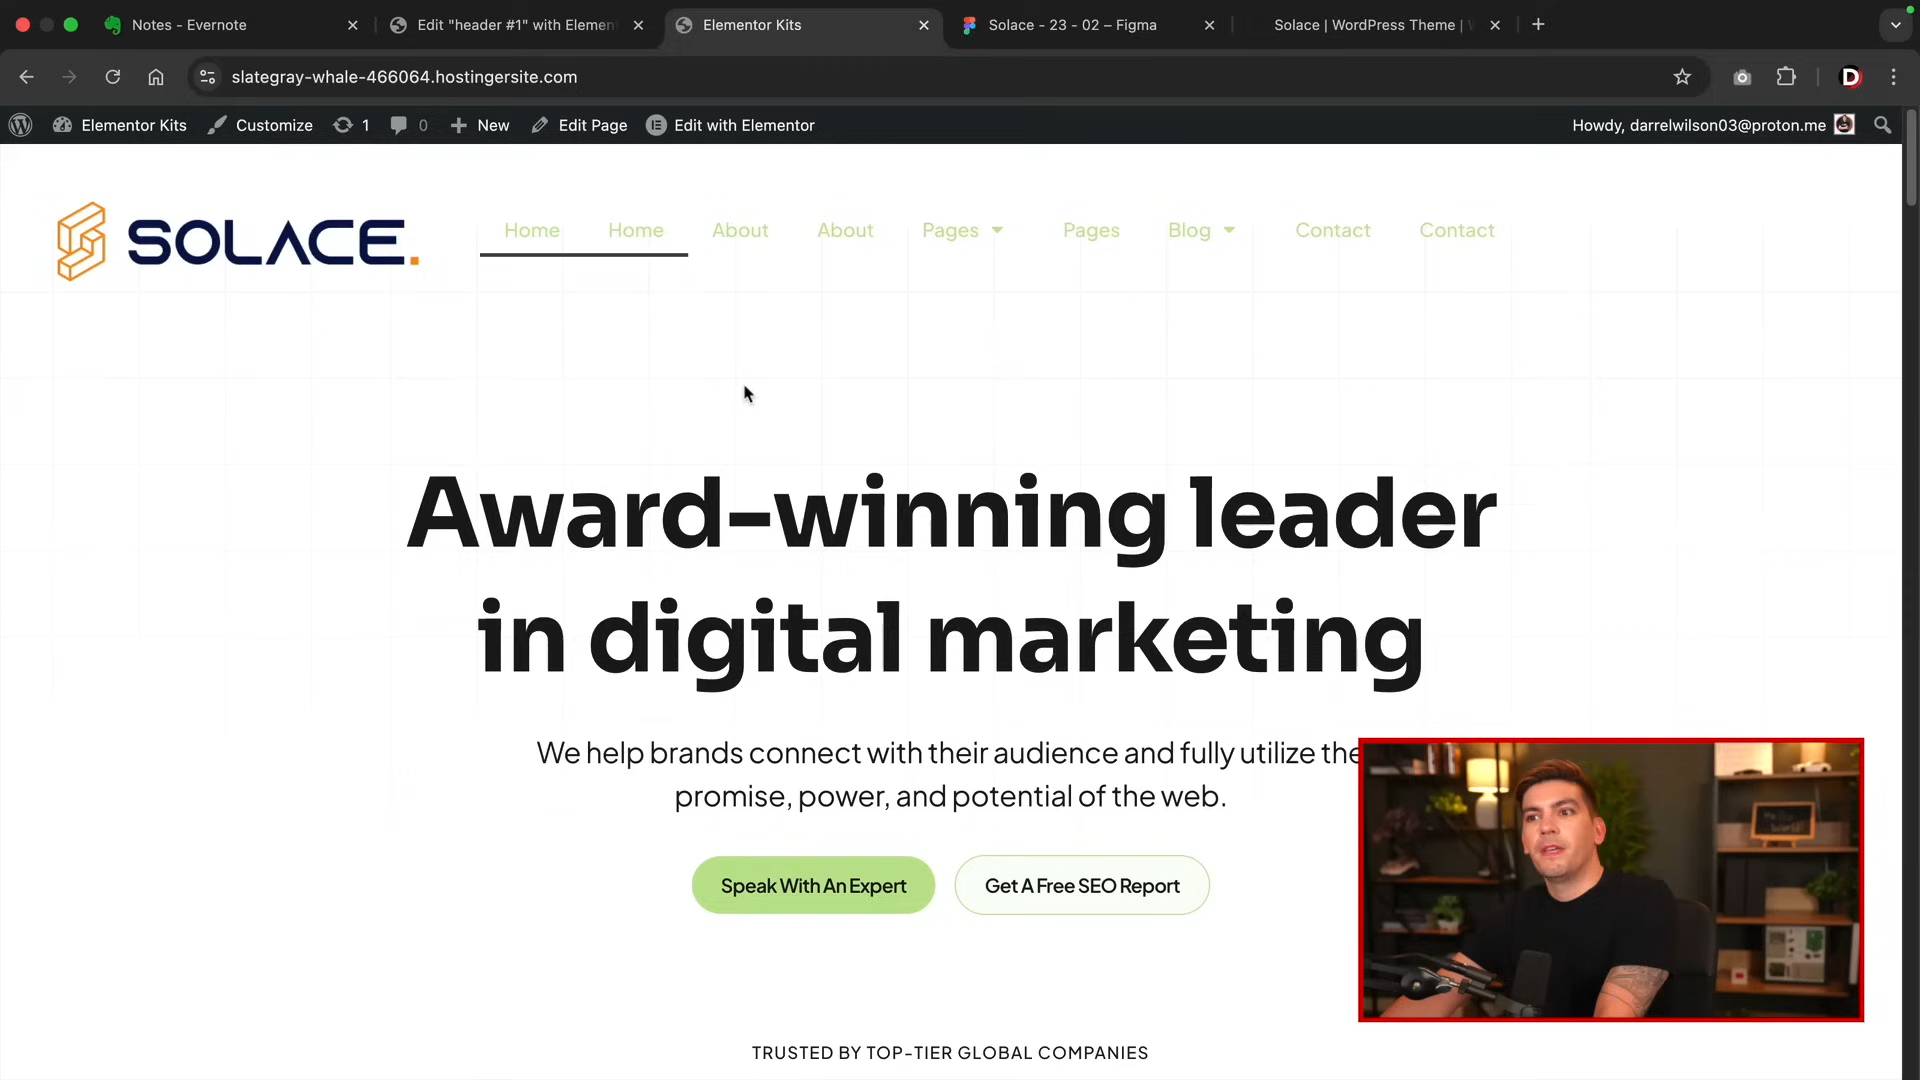 Notes - Evernote
Edit "header #1" with Elemen
Elementor Kits
Solace - 23 - 02 – Figma
Solace | WordPress Theme |
slategray-whale-466064.hostingersite.com
D
Elementor Kits
Customize
1
0
New
Edit Page
Edit with Elementor
Howdy, darrelwilson03@proton.me
SOLACE.
Home
Home
About
About
Pages
Pages
Blog
Contact
Contact
Award-winning leader
in digital marketing
We help brands connect with their audience and fully utilize the
promise, power, and potential of the web.
Speak With An Expert
Get A Free SEO Report
TRUSTED BY TOP-TIER GLOBAL COMPANIES